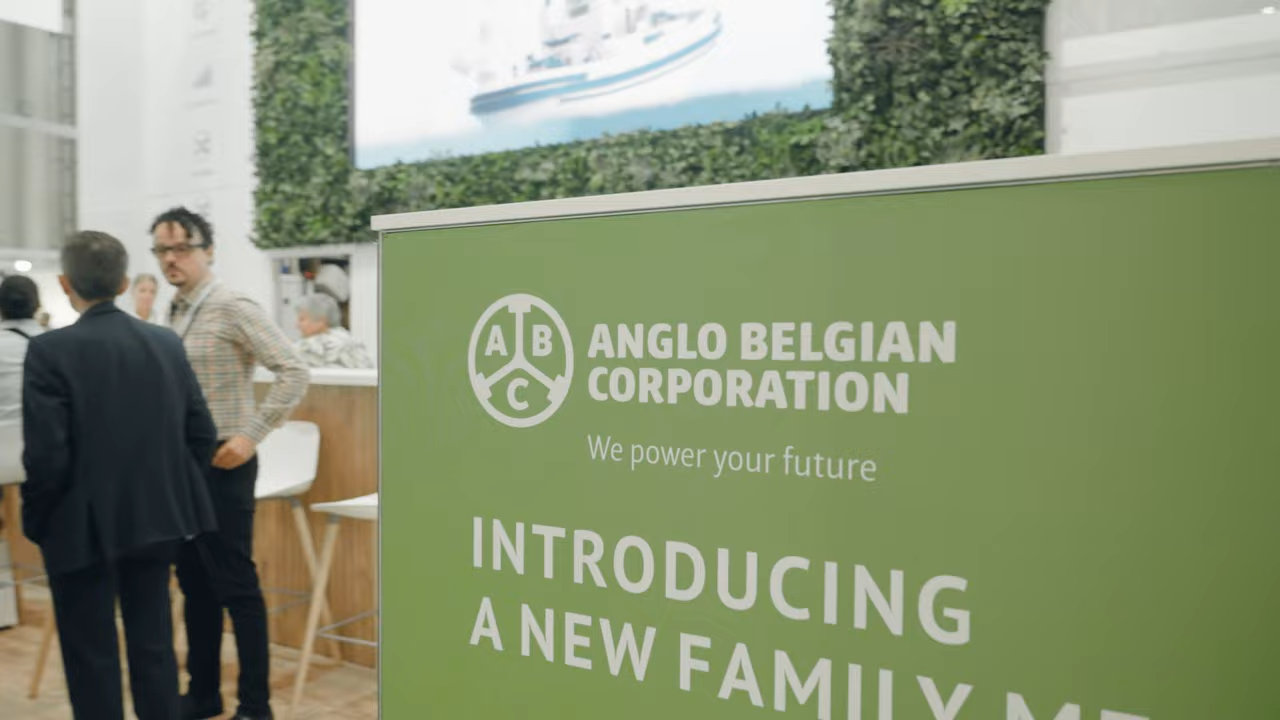 A B
C
ANGLO BELGIAN
CORPORATION
We power your future
INTRODUCING
A NEW FAMILY